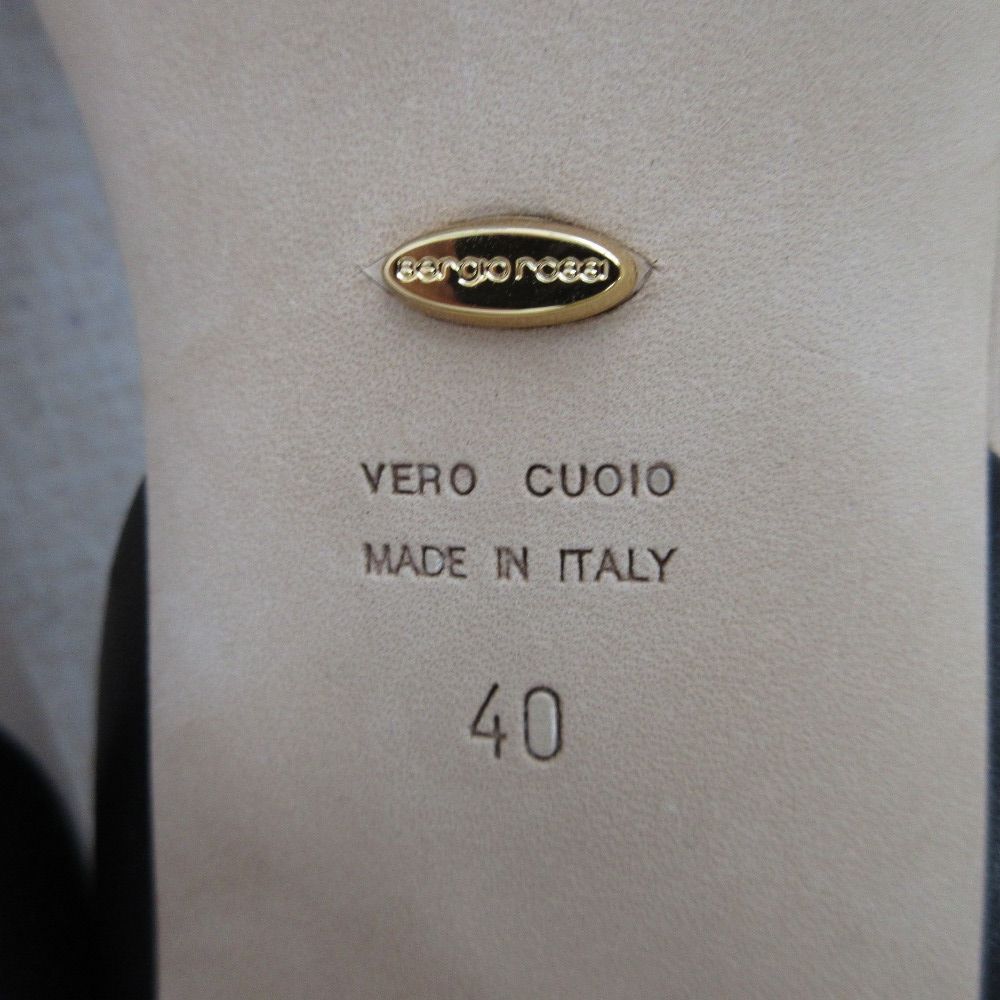 sergio rossi
VERO CUOIO
MADE IN ITALY
40